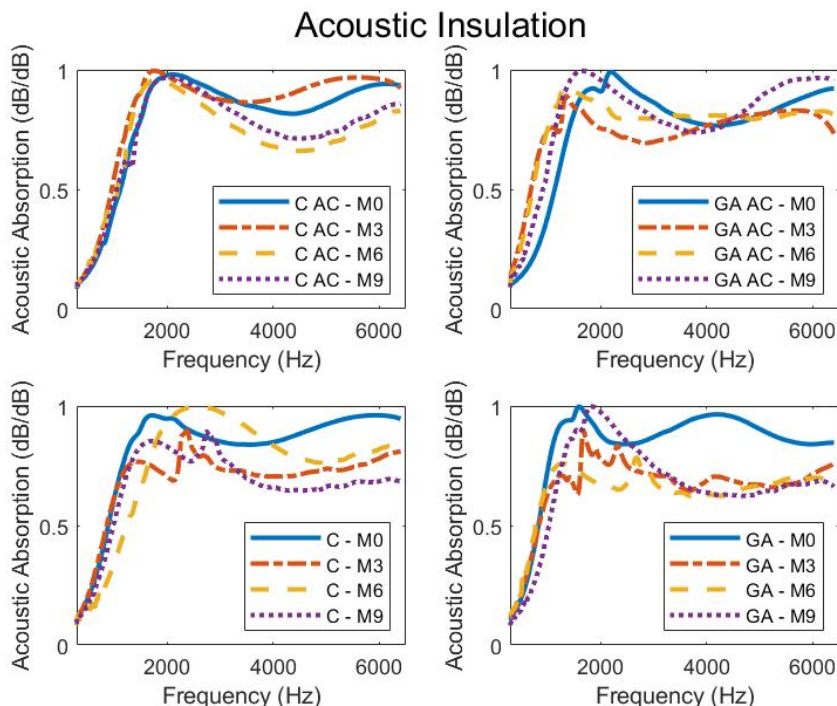 Acoustic Insulation
Acoustic Absorption (dB/dB)
1
0.5
0
C AC - M0
C AC - M3
C AC - M6
C AC - M9
2000 4000 6000
Frequency (Hz)
Acoustic Absorption (dB/dB)
1
0.5
0
GA AC - M0
GA AC - M3
GA AC - M6
GA AC - M9
2000 4000 6000
Frequency (Hz)
Acoustic Absorption (dB/dB)
1
0.5
0
C - M0
C - M3
C - M6
C - M9
2000 4000 6000
Frequency (Hz)
Acoustic Absorption (dB/dB)
1
0.5
0
GA - M0
GA - M3
GA - M6
GA - M9
2000 4000 6000
Frequency (Hz)